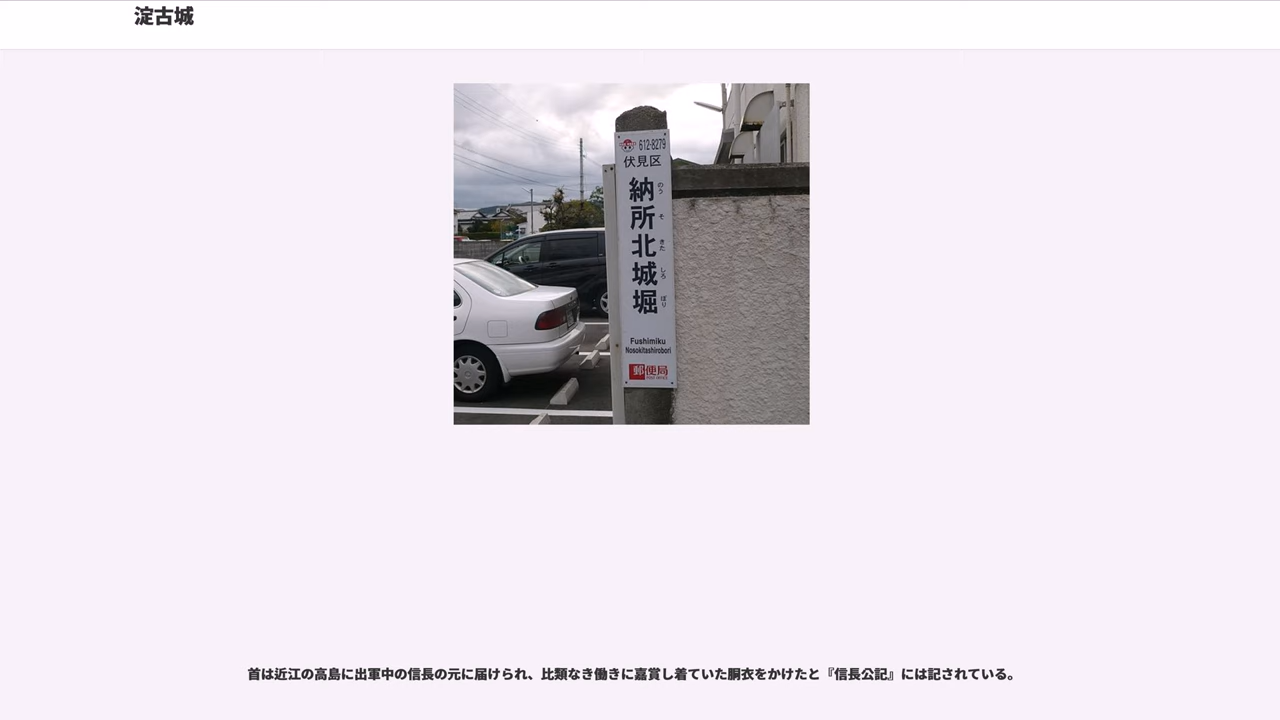 淀古城
612-8279
伏見区
納所北城堀
のう そ きた しろ ぼり
Fushimiku
Nosokitashirobori
郵便局
首は近江の高島に出軍中の信長の元に届けられ、比類なき働きに嘉賞し着ていた胴衣をかけたと『信長公記』には記されている。